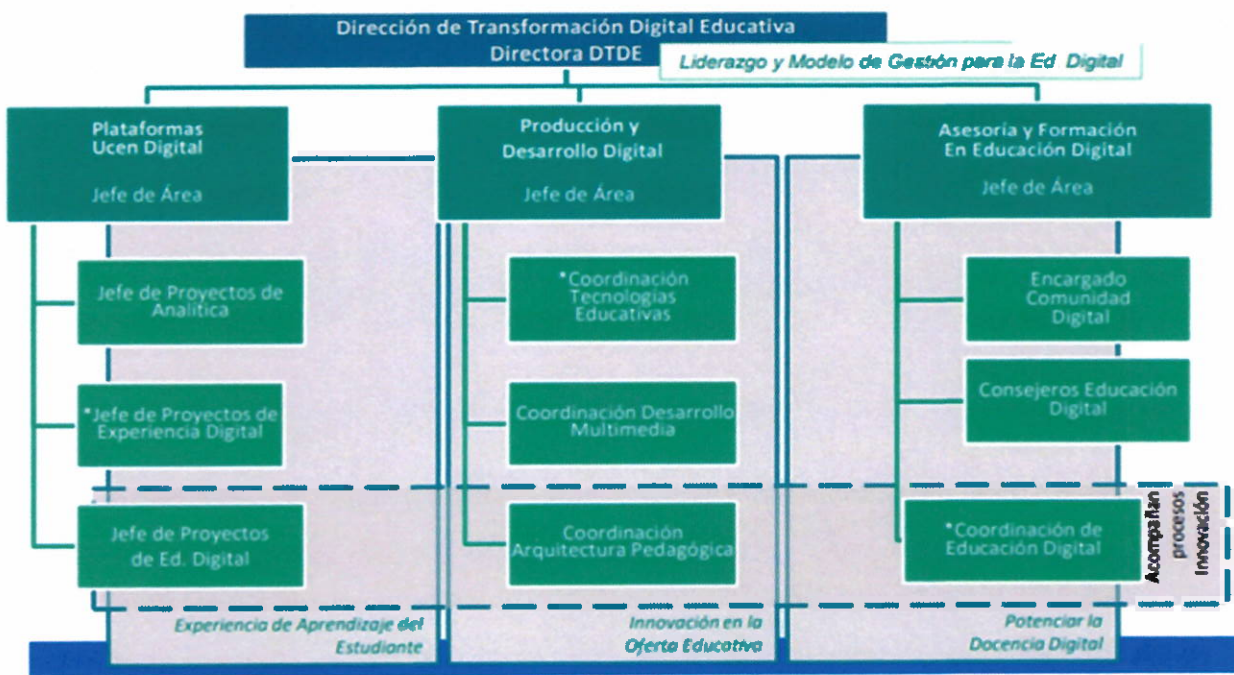 Dirección de Transformación Digital Educativa
Directora DTDE
Liderazgo y Modelo de Gestión para la Ed Digital
Plataformas
Ucen Digital
Jefe de Área
Producción y
Desarrollo Digital
Jefe de Área
Asesoría y Formación
En Educación Digital
Jefe de Área
Jefe de Proyectos de
Analítica
*Jefe de Proyectos de
Experiencia Digital
Jefe de Proyectos
de Ed. Digital
*Coordinación
Tecnologías
Educativas
Coordinación Desarrollo
Multimedia
Coordinación
Arquitectura Pedagógica
Encargado
Comunidad
Digital
Consejeros Educación
Digital
*Coordinación de
Educación Digital
Acompañan
procesos
Innovación
Experiencia de Aprendizaje del
Estudiante
Innovación en la
Oferta Educativa
Potenciar la
Docencia Digital